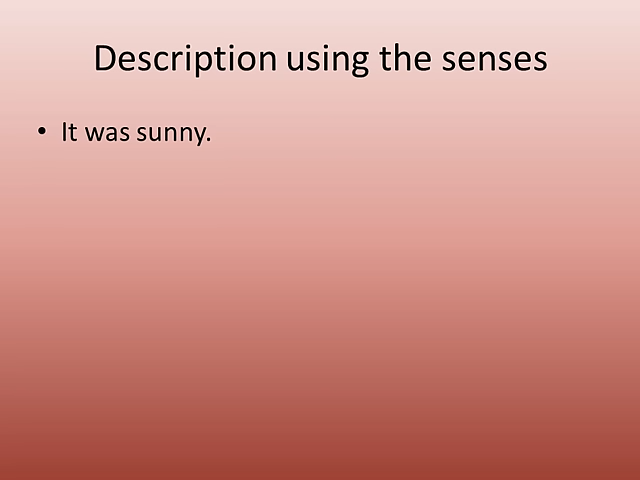 Description using the senses
• It was sunny.